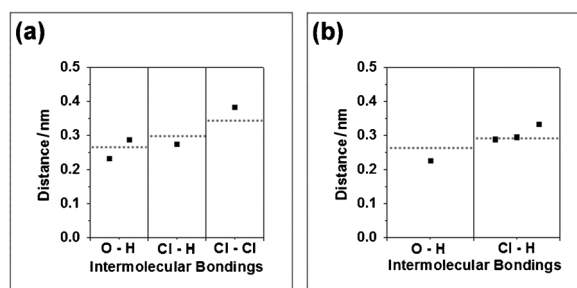 (a)
0.5
0.4
0.3
0.2
0.1
0.0
Distance/nm
O - H Cl - H Cl - Cl
Intermolecular Bondings
(b)
0.5
0.4
0.3
0.2
0.1
0.0
Distance/nm
O - H Cl - H
Intermolecular Bondings